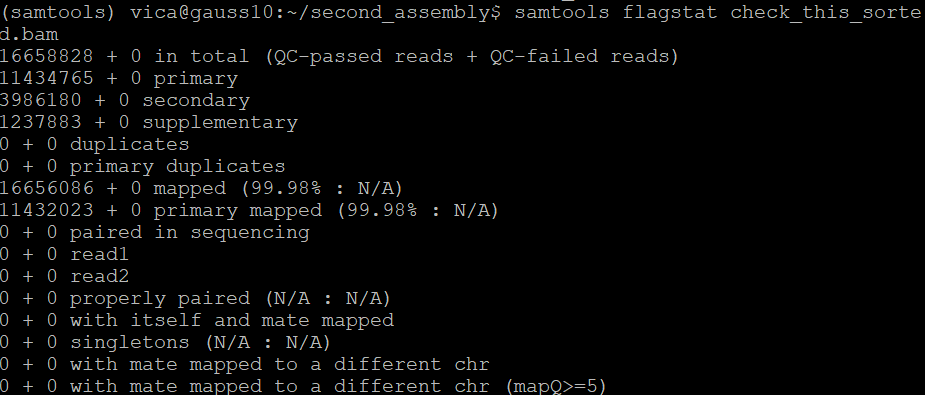 (samtools) vica@gauss10:~/second_assembly$ samtools flagstat check_this_sorte
d.bam
16658828 + 0 in total (QC-passed reads + QC-failed reads)
11434765 + 0 primary
3986180 + 0 secondary
1237883 + 0 supplementary
0 + 0 duplicates
0 + 0 primary duplicates
16656086 + 0 mapped (99.98% : N/A)
11432023 + 0 primary mapped (99.98% : N/A)
0 + 0 paired in sequencing
0 + 0 read1
0 + 0 read2
0 + 0 properly paired (N/A : N/A)
0 + 0 with itself and mate mapped
0 + 0 singletons (N/A : N/A)
0 + 0 with mate mapped to a different chr
0 + 0 with mate mapped to a different chr (mapQ>=5)